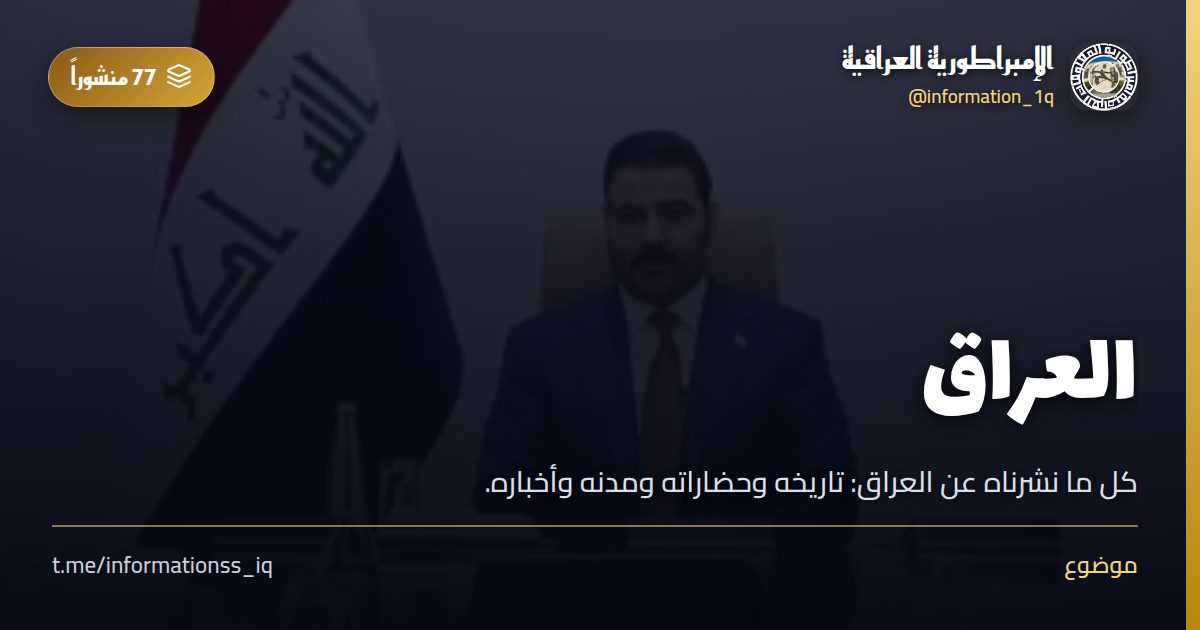 الإمبراطورية العراقية
@information_1q
77 منشوراً
الله
اكبر
العراق
كل ما نشرناه عن العراق: تاريخه وحضاراته ومدنه وأخباره.
موضوع
t.me/informationss_iq